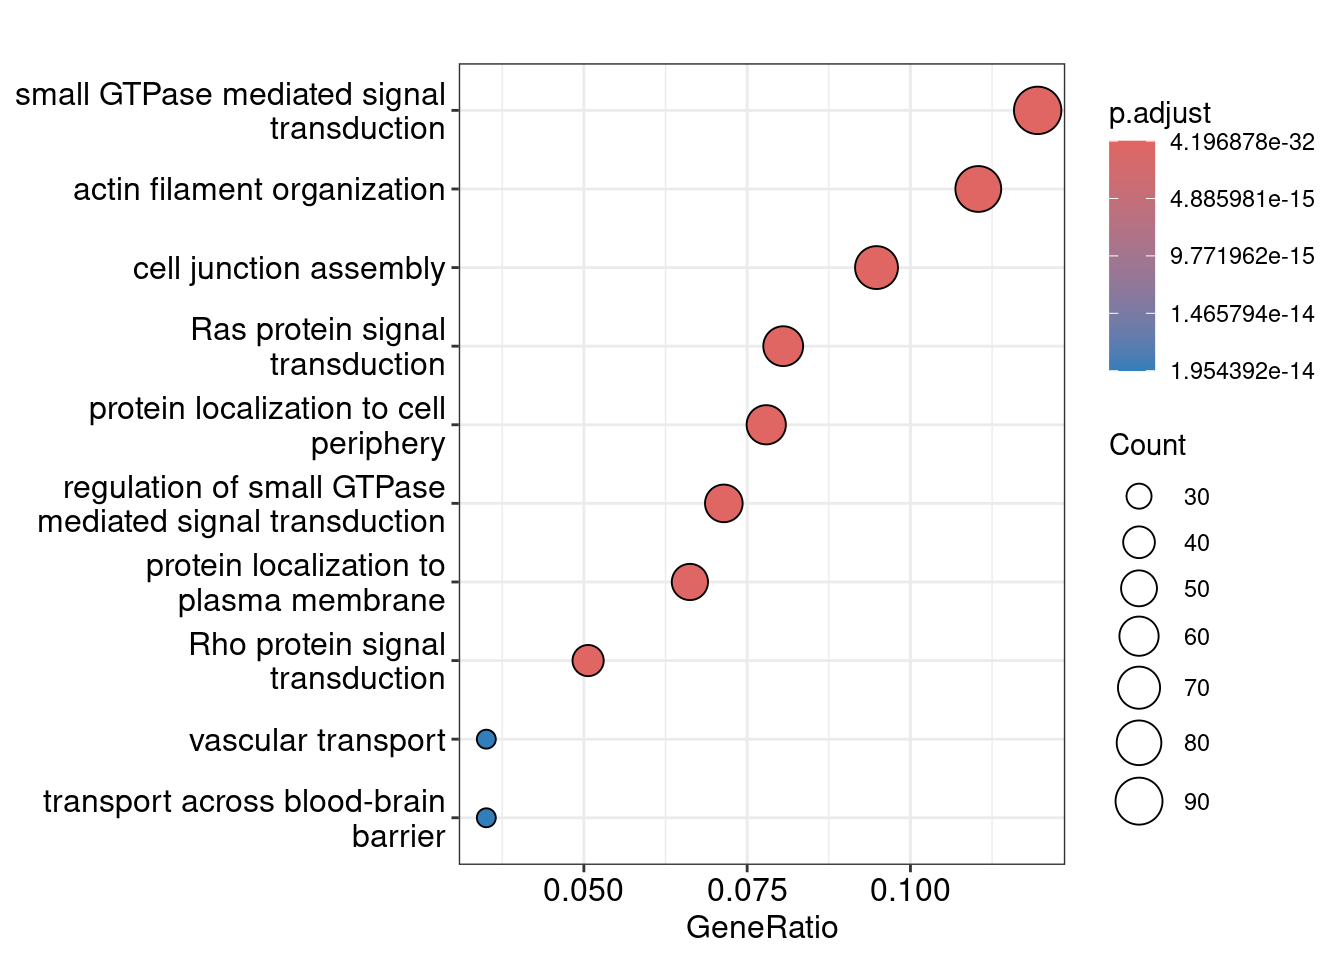 small GTPase mediated signal
transduction
actin filament organization
cell junction assembly
Ras protein signal
transduction
protein localization to cell
periphery
regulation of small GTPase
mediated signal transduction
protein localization to
plasma membrane
Rho protein signal
transduction
vascular transport
transport across blood-brain
barrier
0.050
0.075
0.100
GeneRatio
p.adjust
4.196878e-32
4.885981e-15
9.771962e-15
1.465794e-14
1.954392e-14
Count
30
40
50
60
70
80
90